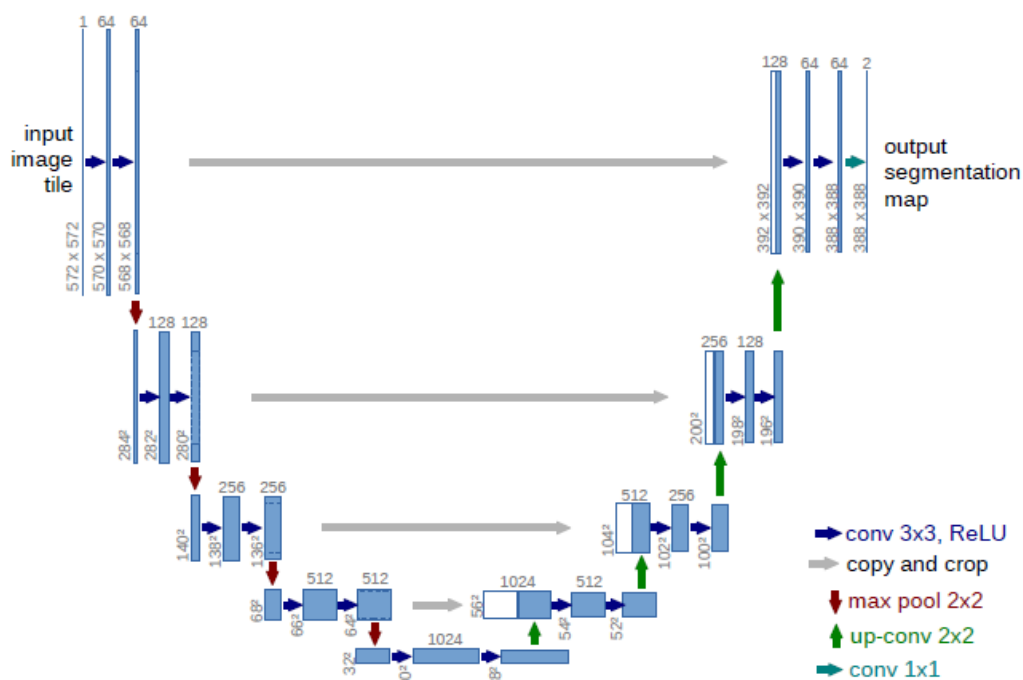 1 64 64
128 64 64 2
input
image
tile
output
segmentation
map
572 x 572
570 x 570
568 x 568
392 x 392
390 x 390
388 x 388
388 x 388
128 128
256 128
284²
282²
280²
200²
198²
196²
256 256
512 256
140²
138²
136²
104²
102²
100²
conv 3x3, ReLU
copy and crop
max pool 2x2
up-conv 2x2
conv 1x1
512 512
1024 512
68²
66²
64²
56²
54²
52²
1024
32²
0²
8²